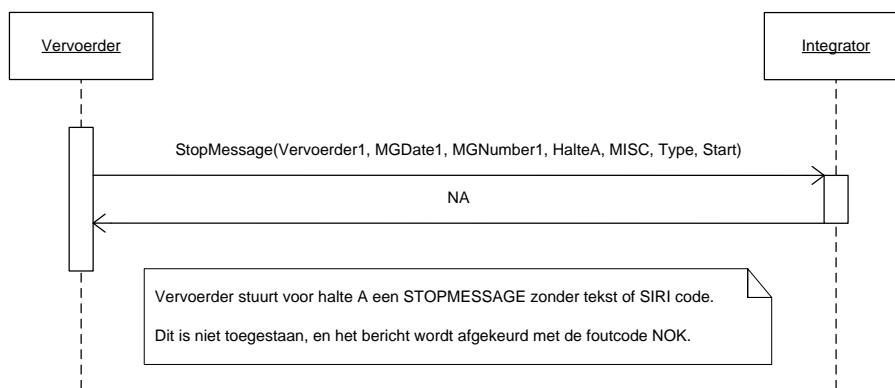 Vervoerder
Integrator
StopMessage(Vervoerder1, MGDate1, MGNumber1, HalteA, MISC, Type, Start)
NA
Vervoerder stuurt voor halte A een STOPMESSAGE zonder tekst of SIRI code.
Dit is niet toegestaan, en het bericht wordt afgekeurd met de foutcode NOK.